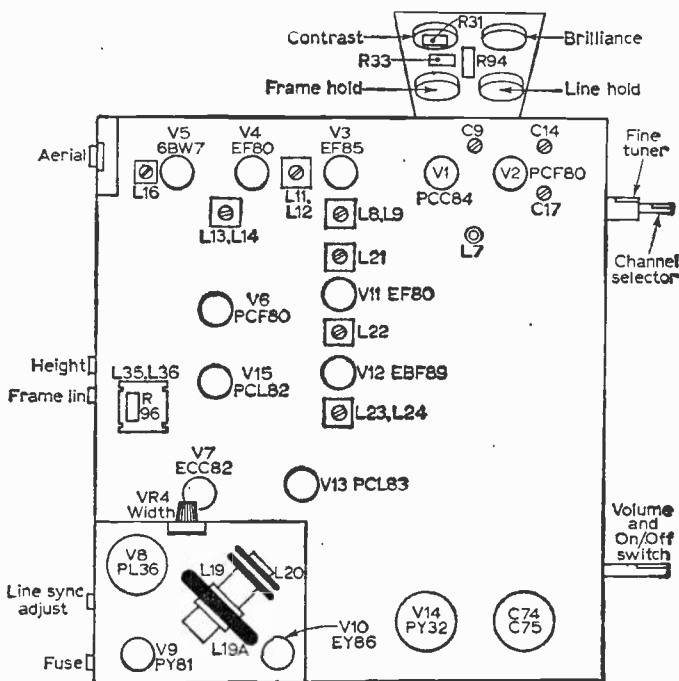 Contrast
R31
Brilliance
R33
R94
Frame hold
Line hold
Aerial
V5
6BW7
V4
EF80
V3
EF85
C9
C14
Fine
tuner
V1
PCC84
V2
PCF80
L16
L11,
L12
C17
L13,L14
L8,L9
L7
Channel
selector
L21
V6
PCF80
V11 EF80
L22
Height
L35,L36
V15
PCL82
V12 EBF89
Frame lin
R
96
L23,L24
V7
ECC82
V13 PCL83
VR4
Width
Volume
and
On/Off
switch
V8
PL36
L19
L20
Line sync
adjust
V10
EY86
V14
PY32
C74
C75
L19A
Fuse
V9
PY81